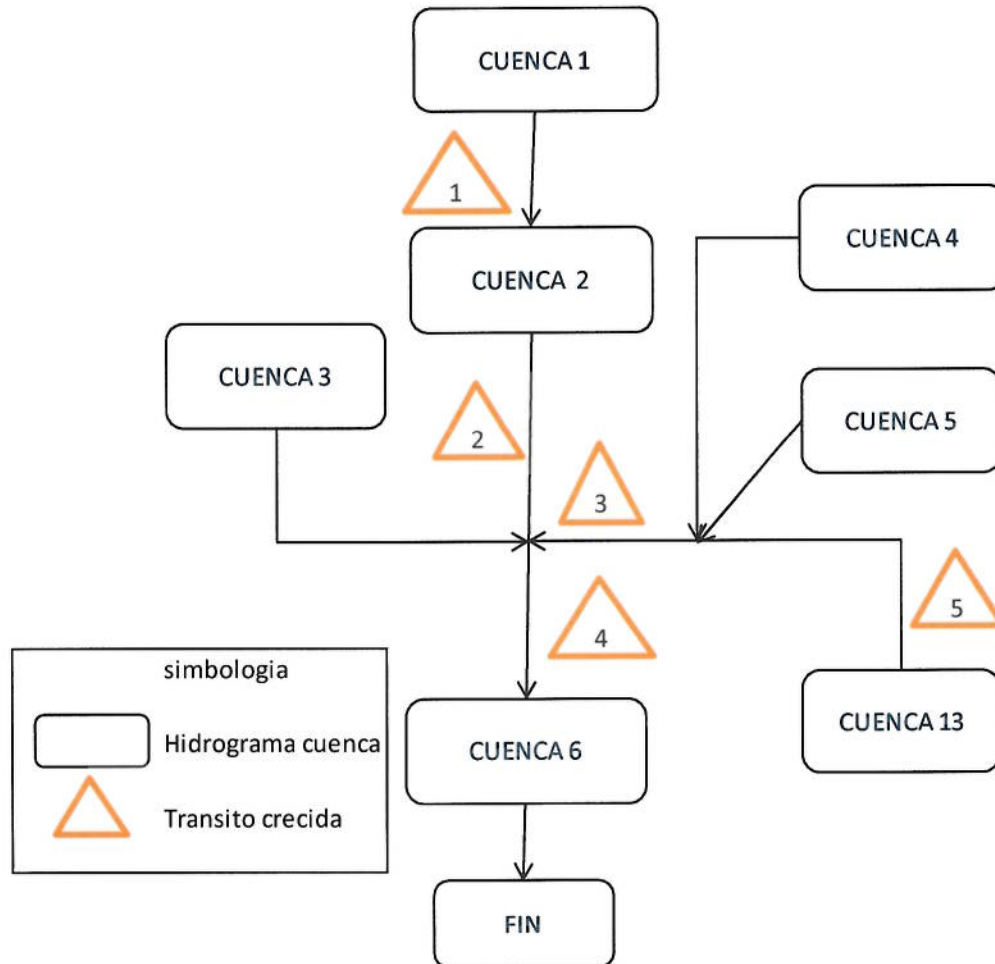 CUENCA 1
1
CUENCA 4
CUENCA 2
CUENCA 3
2
CUENCA 5
3
4
5
simbologia
Hidrograma cuenca
Transito crecida
CUENCA 6
CUENCA 13
FIN